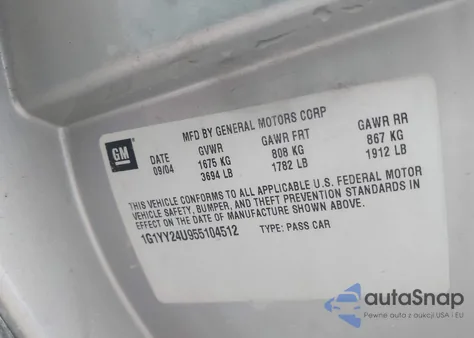 MFD BY GENERAL MOTORS CORP
GM
DATE GVWR GAWR FRT GAWR RR
09/04 1675 KG 808 KG 867 KG
3694 LB 1782 LB 1912 LB
THIS VEHICLE CONFORMS TO ALL APPLICABLE U.S. FEDERAL MOTOR
VEHICLE SAFETY, BUMPER, AND THEFT PREVENTION STANDARDS IN
EFFECT ON THE DATE OF MANUFACTURE SHOWN ABOVE.
1G1YY24U955104512 TYPE: PASS CAR
autoSnap
Pewne auto z aukcji USA i EU